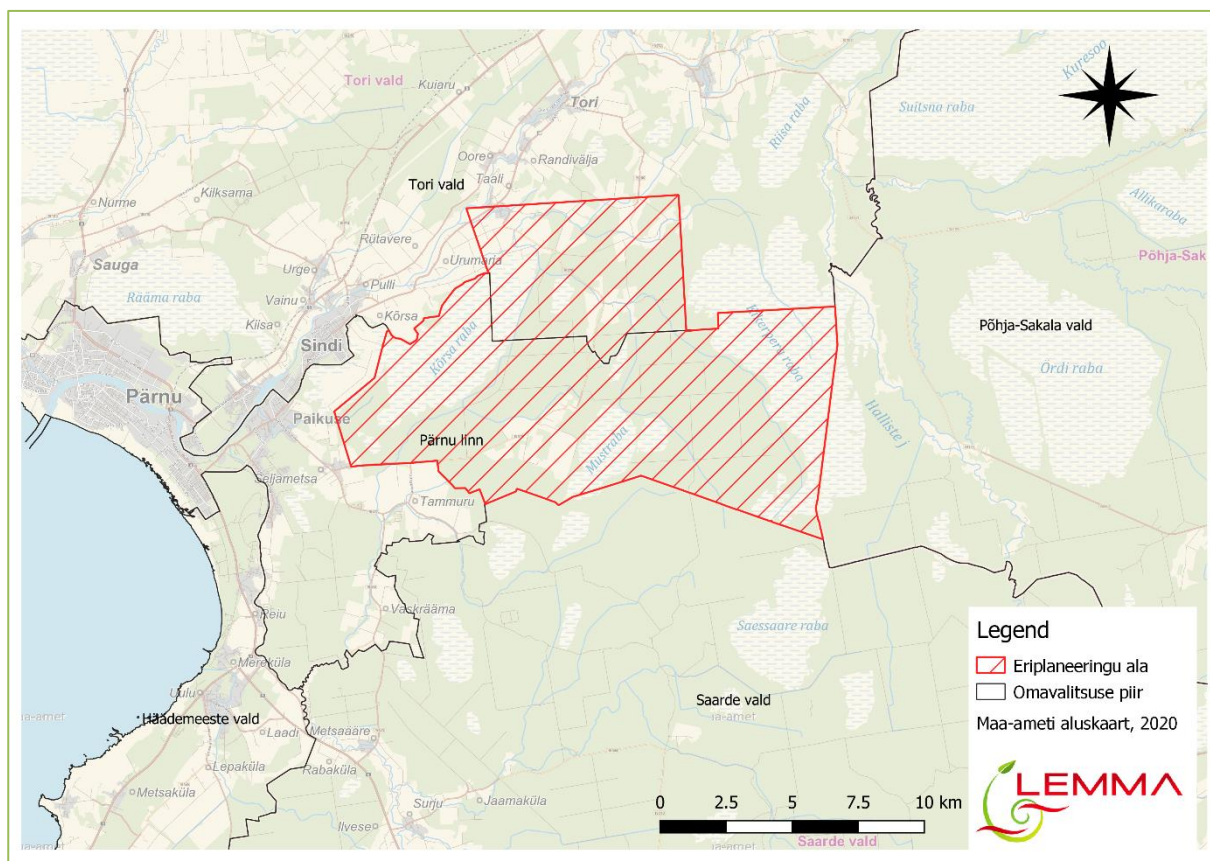 Kuresoo
Tori vald
Kuiaru
Suitsna raba
Tori
Riisa raba
Oore
Randivälja
Taali
Tori vald
Allikaraba
Nurme
Kilksama
Rütavere
Urumarja
Põhja-Sak
Sauga
Urge
Pulli
Rääma raba
Vainu
Kõrsa
Kiisa
Põhja-Sakala vald
Sindi
Kõrsa raba
Ördi raba
Pärnu
Halliste j
Paikuse
Pärnu linn
Mustraba
Seljametsa
Tammuru
Vaskrääma
Reiu
Saessaare raba
Mereküla
Uulu
Saarde vald
aa-amet
Häädemeeste vald
Laadi
Metsaääre
Lepaküla
Rabaküla
Metsaküla
Surju
Jaamaküla
Ilvese
Saarde vald
Legend
Eriplaneeringu ala
Omavalitsuse piir
Maa-ameti aluskaart, 2020
LEMMA
0 2.5 5 7.5 10 km